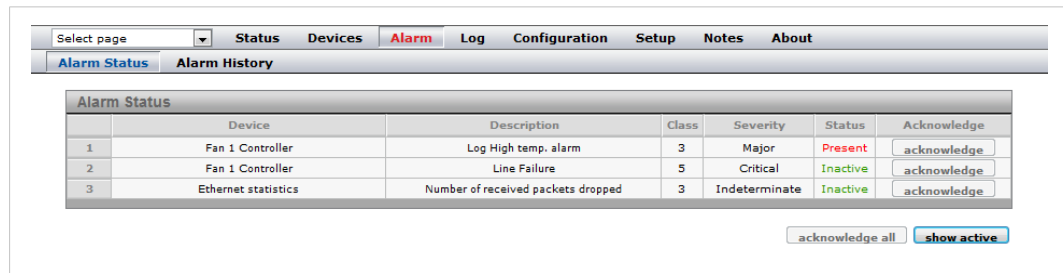 Select page Status Devices Alarm Log Configuration Setup Notes About
Alarm Status Alarm History
Alarm Status
Device Description Class Severity Status Acknowledge
1 Fan 1 Controller Log High temp. alarm 3 Major Present acknowledge
2 Fan 1 Controller Line Failure 5 Critical Inactive acknowledge
3 Ethernet statistics Number of received packets dropped 3 Indeterminate Inactive acknowledge
acknowledge all show active